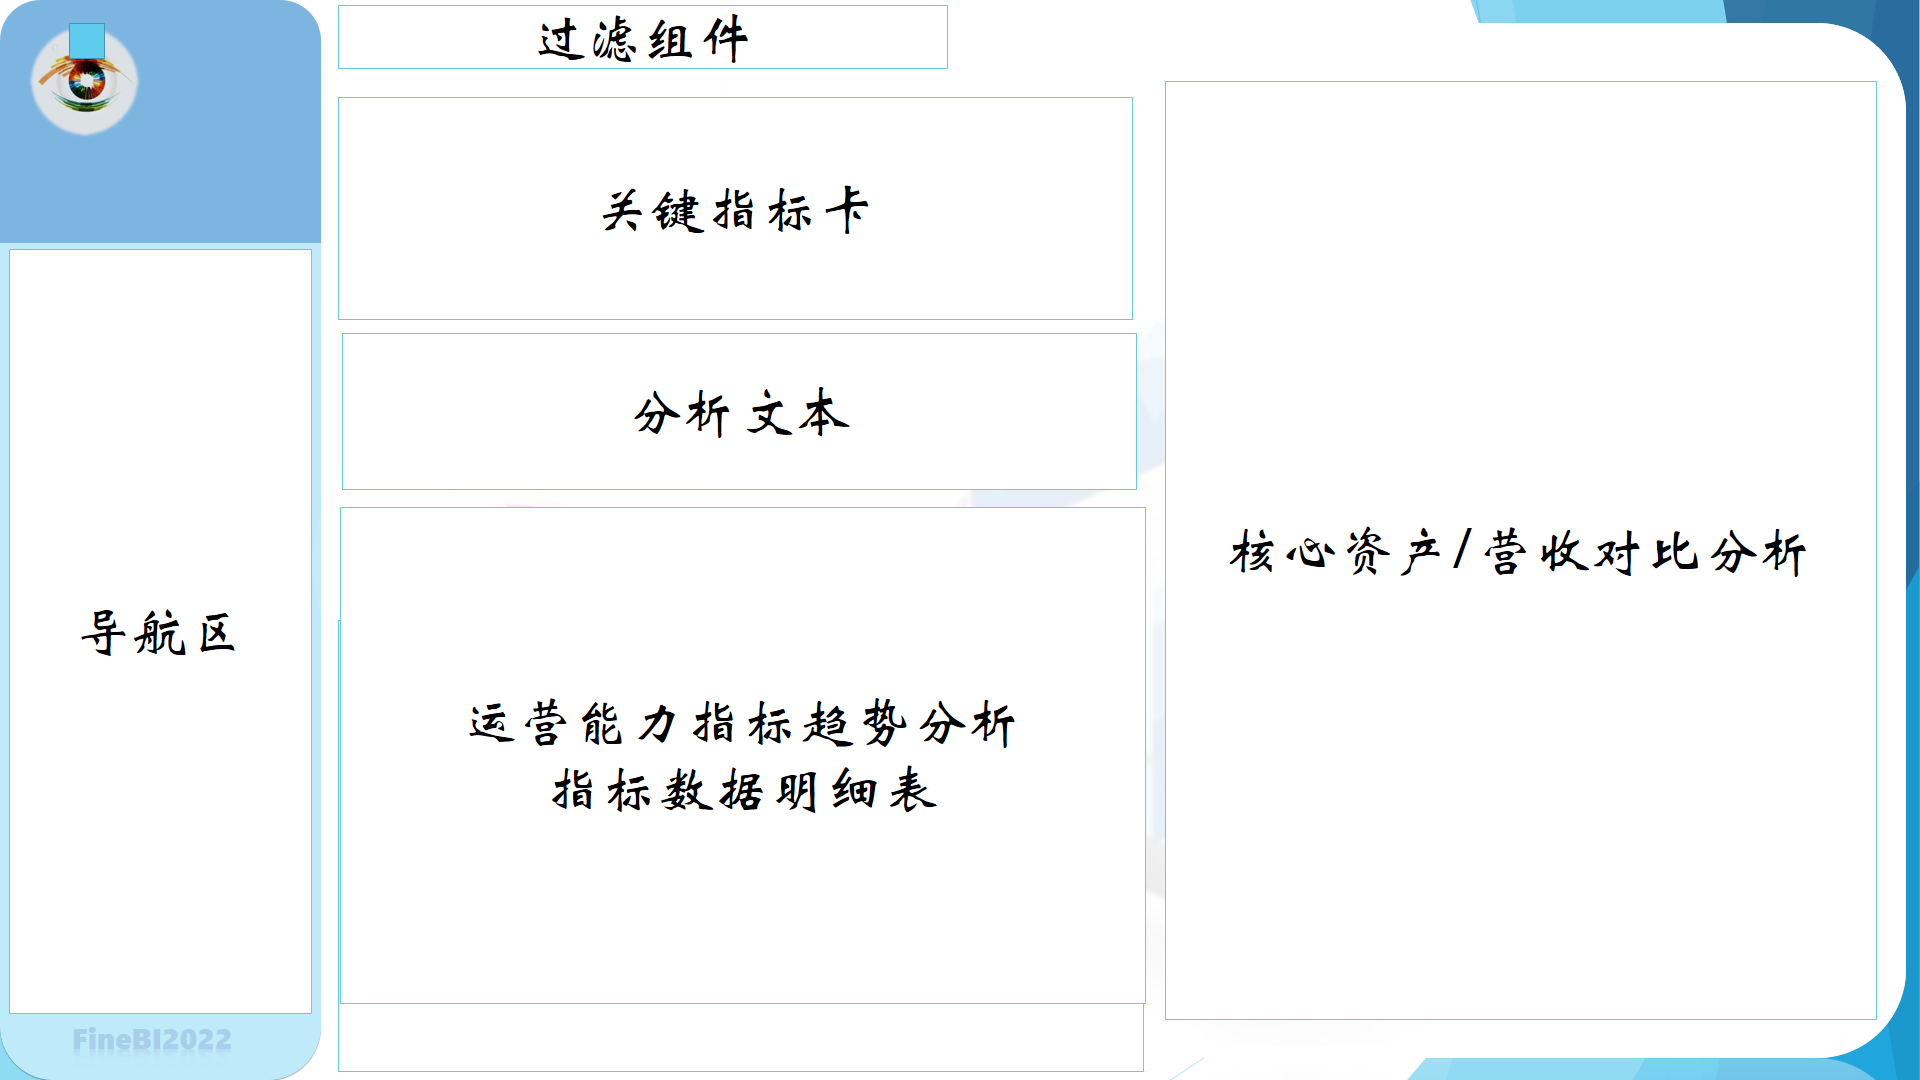 过滤组件
关键指标卡
分析文本
导航区
运营能力指标趋势分析
指标数据明细表
核心资产/营收对比分析
FineBI2022